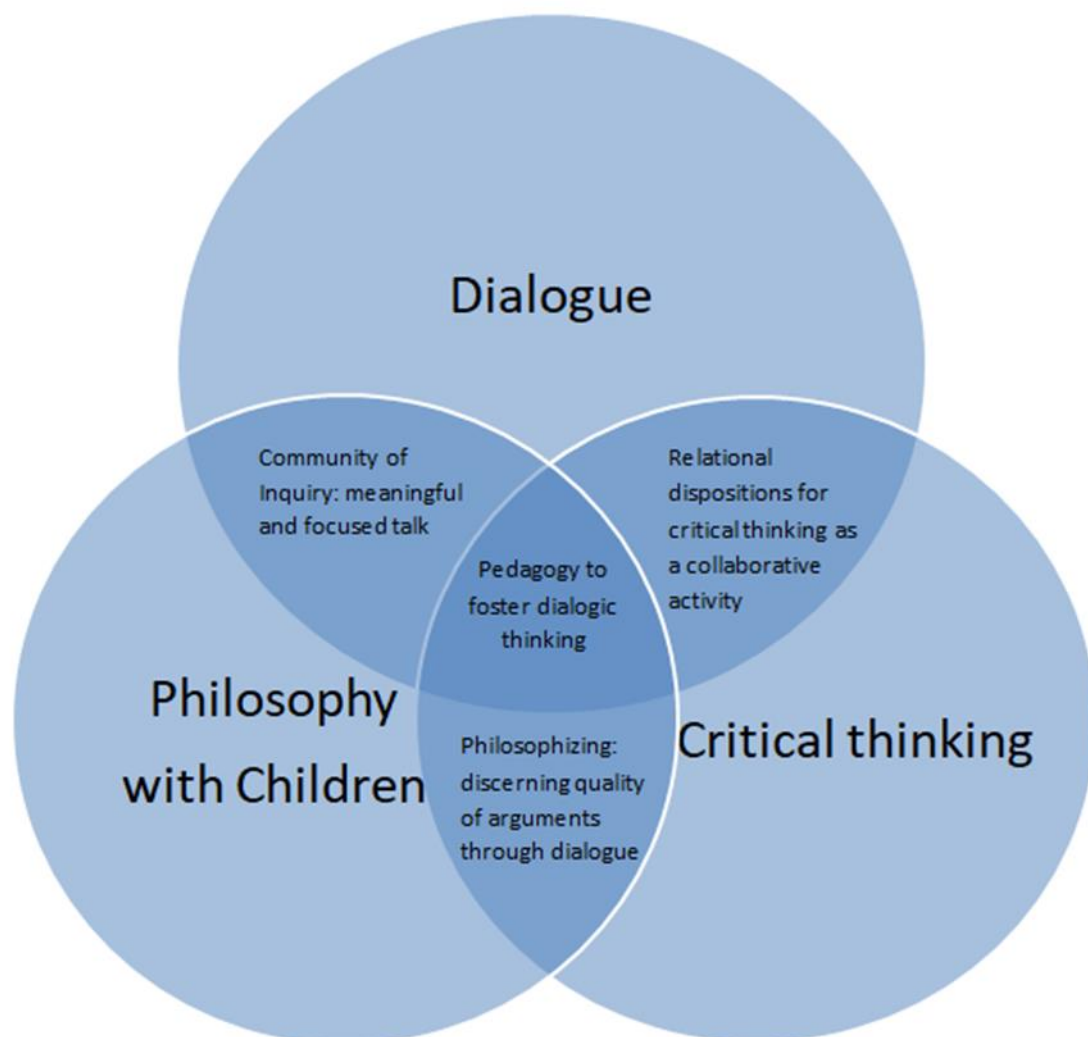 Dialogue
Community of
Inquiry: meaningful
and focused talk
Relational
dispositions for
critical thinking as
a collaborative
activity
Pedagogy to
foster dialogic
thinking
Philosophy
with Children
Philosophizing:
discerning quality
of arguments
through dialogue
Critical thinking